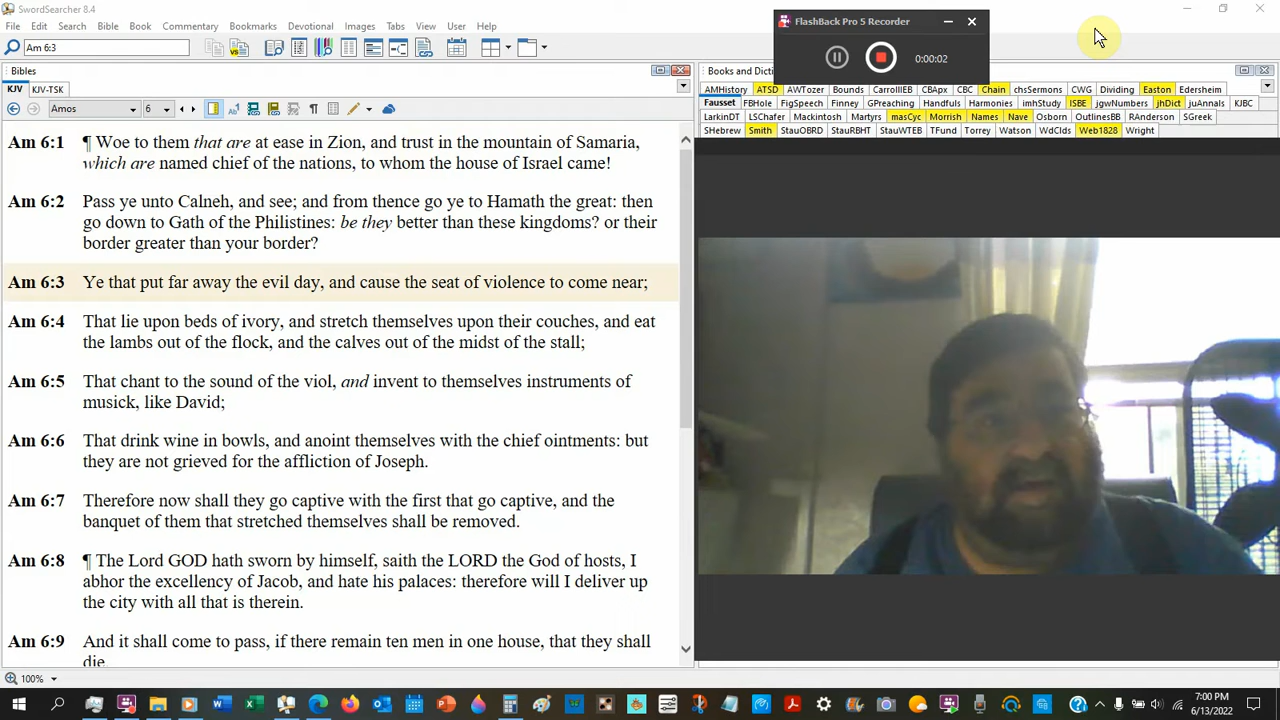 SwordSearcher 8.4
File Edit Search Bible Book Commentary Bookmarks Devotional Images Tabs View User Help
FlashBack Pro 5 Recorder
Am 6:3
0:00:02
Bibles
KJV KJV-TSK
Amos 6
Books and Dicti
AMHistory ATSD AWTozer Bounds CarrollEB CBApx CBC Chain chsSermons CWG Dividing Easton Edersheim
Fausset FBHole FigSpeech Finney GPreaching Handfuls Harmonies imhStudy ISBE jgwNumbers jhDict juAnnals KJBC
LarkinDT LSChafer Mackintosh Martyrs masCyc Morrish Names Nave Osborn OutlinesBB RAnderson SGreek
SHebrew Smith StauOBRD StauRBHT StauWTEB TFund Torrey Watson WdClds Web1828 Wright
Am 6:1 ¶ Woe to them that are at ease in Zion, and trust in the mountain of Samaria,
which are named chief of the nations, to whom the house of Israel came!
Am 6:2 Pass ye unto Calneh, and see; and from thence go ye to Hamath the great: then
go down to Gath of the Philistines: be they better than these kingdoms? or their
border greater than your border?
Am 6:3 Ye that put far away the evil day, and cause the seat of violence to come near;
Am 6:4 That lie upon beds of ivory, and stretch themselves upon their couches, and eat
the lambs out of the flock, and the calves out of the midst of the stall;
Am 6:5 That chant to the sound of the viol, and invent to themselves instruments of
musick, like David;
Am 6:6 That drink wine in bowls, and anoint themselves with the chief ointments: but
they are not grieved for the affliction of Joseph.
Am 6:7 Therefore now shall they go captive with the first that go captive, and the
banquet of them that stretched themselves shall be removed.
Am 6:8 ¶ The Lord GOD hath sworn by himself, saith the LORD the God of hosts, I
abhor the excellency of Jacob, and hate his palaces: therefore will I deliver up
the city with all that is therein.
Am 6:9 And it shall come to pass, if there remain ten men in one house, that they shall
die.
100%
7:00 PM
6/13/2022